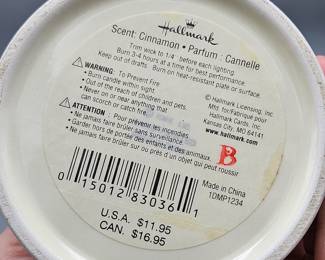 Hallmark
Scent: Cinnamon • Parfum: Cannelle
Trim wick to 1/4" before each lighting.
Burn 3-4 hours at a time for best performance
Keep out of drafts. Burn on heat-resistant plate or
surface.
WARNING: To Prevent Fire
• Burn candle within sight
• Keep out of the reach of children and pets.
• Never on or near anything that
can scorch or catch fire
ATTENTION: Pour prévenir les incendies
• Ne jamais faire brûler sans surveillance
• Garder hors de portée des enfants et des animaux.
• Ne jamais faire brûler sur ou près d'un objet qui peut roussir
© Hallmark Licensing, Inc.
Mfd. for/Fabriqué pour
Hallmark Cards, Inc.
Kansas City, MO 64141
www.hallmark.com
B
Made in China
1DMP1234
0 15012 83036 1
U.S.A. $11.95
CAN. $16.95